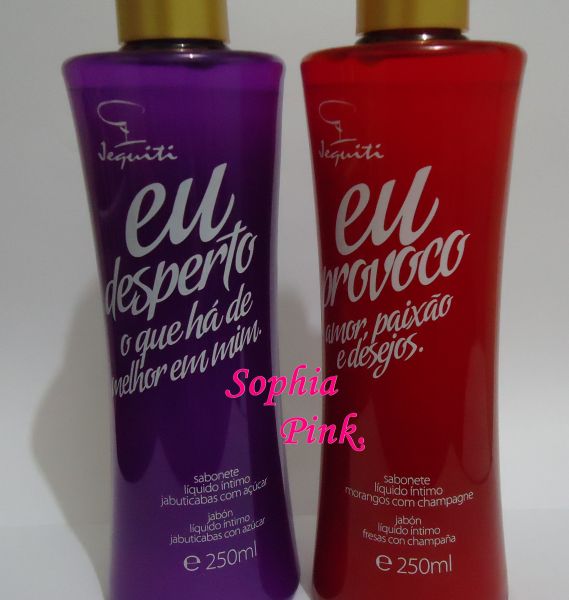 Jequiti
eu
desperto
o que há de
melhor em mim.
sabonete
líquido íntimo
jabuticabas com açúcar
jabón
líquido íntimo
jabuticabas con azúcar
e 250ml
Jequiti
eu
provoco
amor, paixão
e desejos.
sabonete
líquido íntimo
morangos com champagne
jabón
líquido íntimo
fresas con champaña
e 250ml
Sophia
Pink.